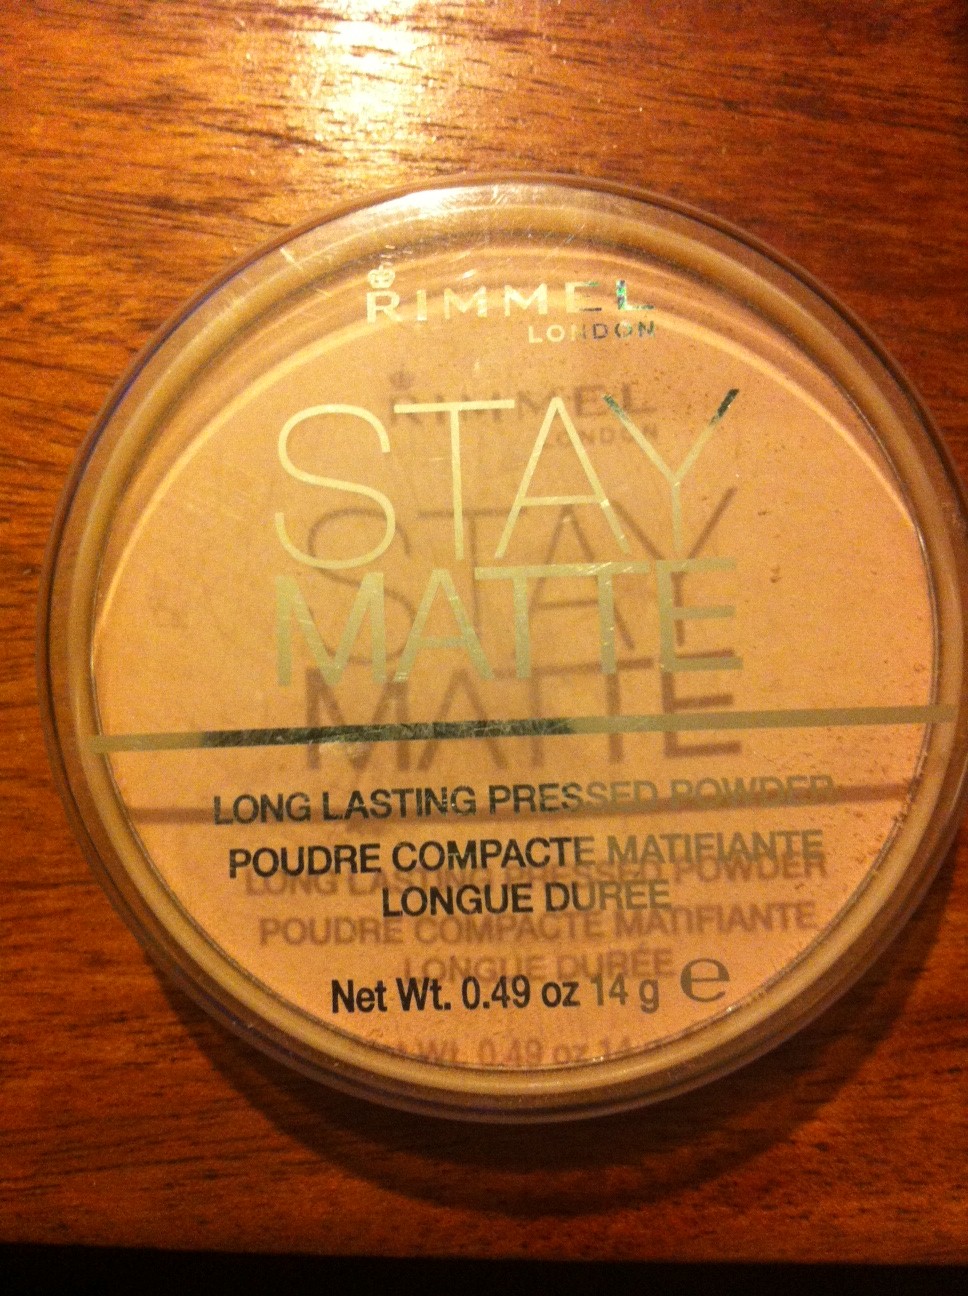 RIMMEL
LONDON
STAY
MATTE
LONG LASTING PRESSED POWDER
POUDRE COMPACTE MATIFIANTE
LONGUE DURÉE
Net Wt. 0.49 oz 14 g e